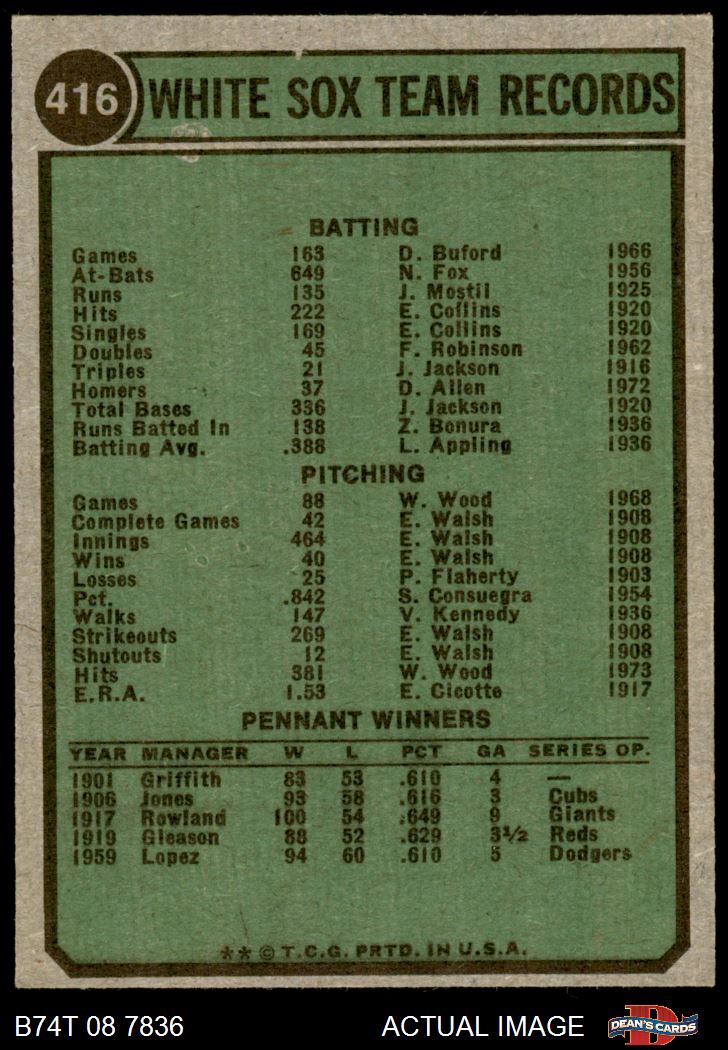 416 WHITE SOX TEAM RECORDS
BATTING
Games 163 D. Buford 1966
At-Bats 649 N. Fox 1956
Runs 135 J. Mostil 1925
Hits 222 E. Collins 1920
Singles 169 E. Collins 1920
Doubles 45 F. Robinson 1962
Triples 21 J. Jackson 1916
Homers 37 D. Allen 1972
Total Bases 336 J. Jackson 1920
Runs Batted In 138 Z. Bonura 1936
Batting Avg. .388 L. Appling 1936
PITCHING
Games 88 W. Wood 1968
Complete Games 42 E. Walsh 1908
Innings 464 E. Walsh 1908
Wins 40 E. Walsh 1908
Losses 25 P. Flaherty 1903
Pct. .842 S. Consuegra 1954
Walks 147 V. Kennedy 1936
Strikeouts 269 E. Walsh 1908
Shutouts 12 E. Walsh 1908
Hits 381 W. Wood 1973
E.R.A. 1.53 E. Cicotte 1917
PENNANT WINNERS
YEAR MANAGER W L PCT GA SERIES OP.
1901 Griffith 83 53 .610 4 —
1906 Jones 93 58 .616 3 Cubs
1917 Rowland 100 54 .649 9 Giants
1919 Gleason 88 52 .629 3½ Reds
1959 Lopez 94 60 .610 5 Dodgers
** © T.C.G. PRTD. IN U.S.A.
B74T 08 7836 ACTUAL IMAGE D DEAN'S CARDS